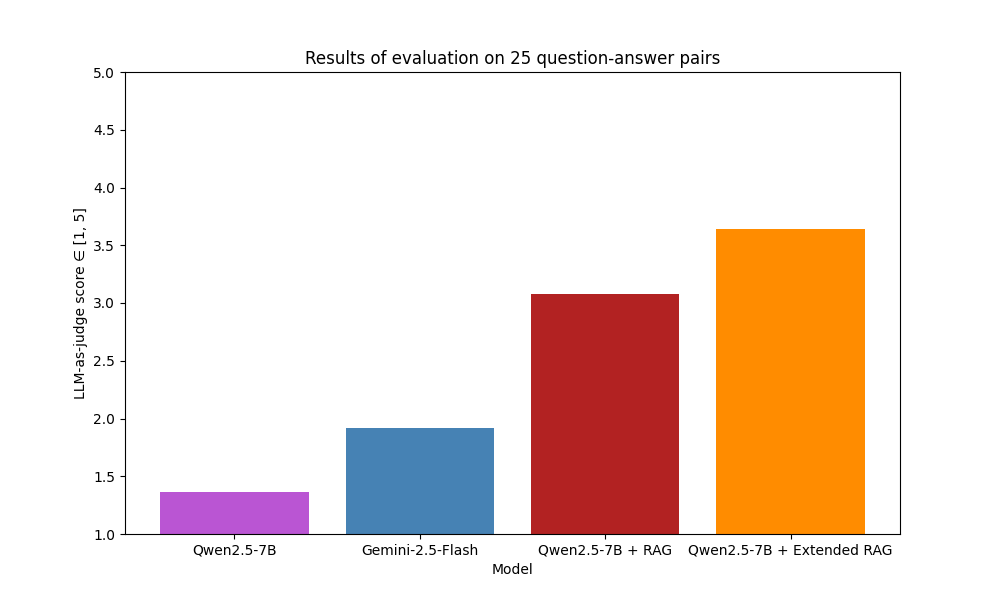 Results of evaluation on 25 question-answer pairs
5.0
4.5
4.0
3.5
3.0
2.5
2.0
1.5
1.0
LLM-as-judge score ∈ [1, 5]
Qwen2.5-7B
Gemini-2.5-Flash
Qwen2.5-7B + RAG
Qwen2.5-7B + Extended RAG
Model